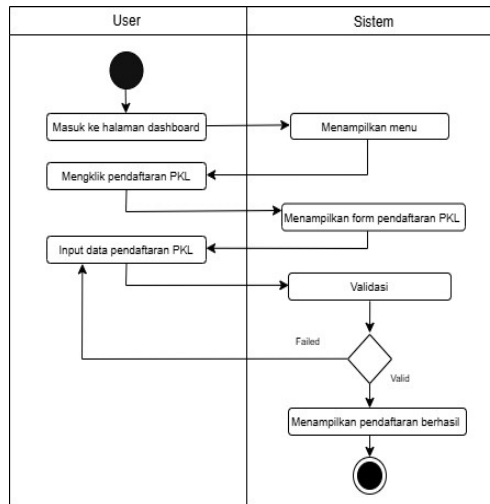 User
Sistem
Masuk ke halaman dashboard
Menampilkan menu
Mengklik pendaftaran PKL
Menampilkan form pendaftaran PKL
Input data pendaftaran PKL
Validasi
Failed
Valid
Menampilkan pendaftaran berhasil